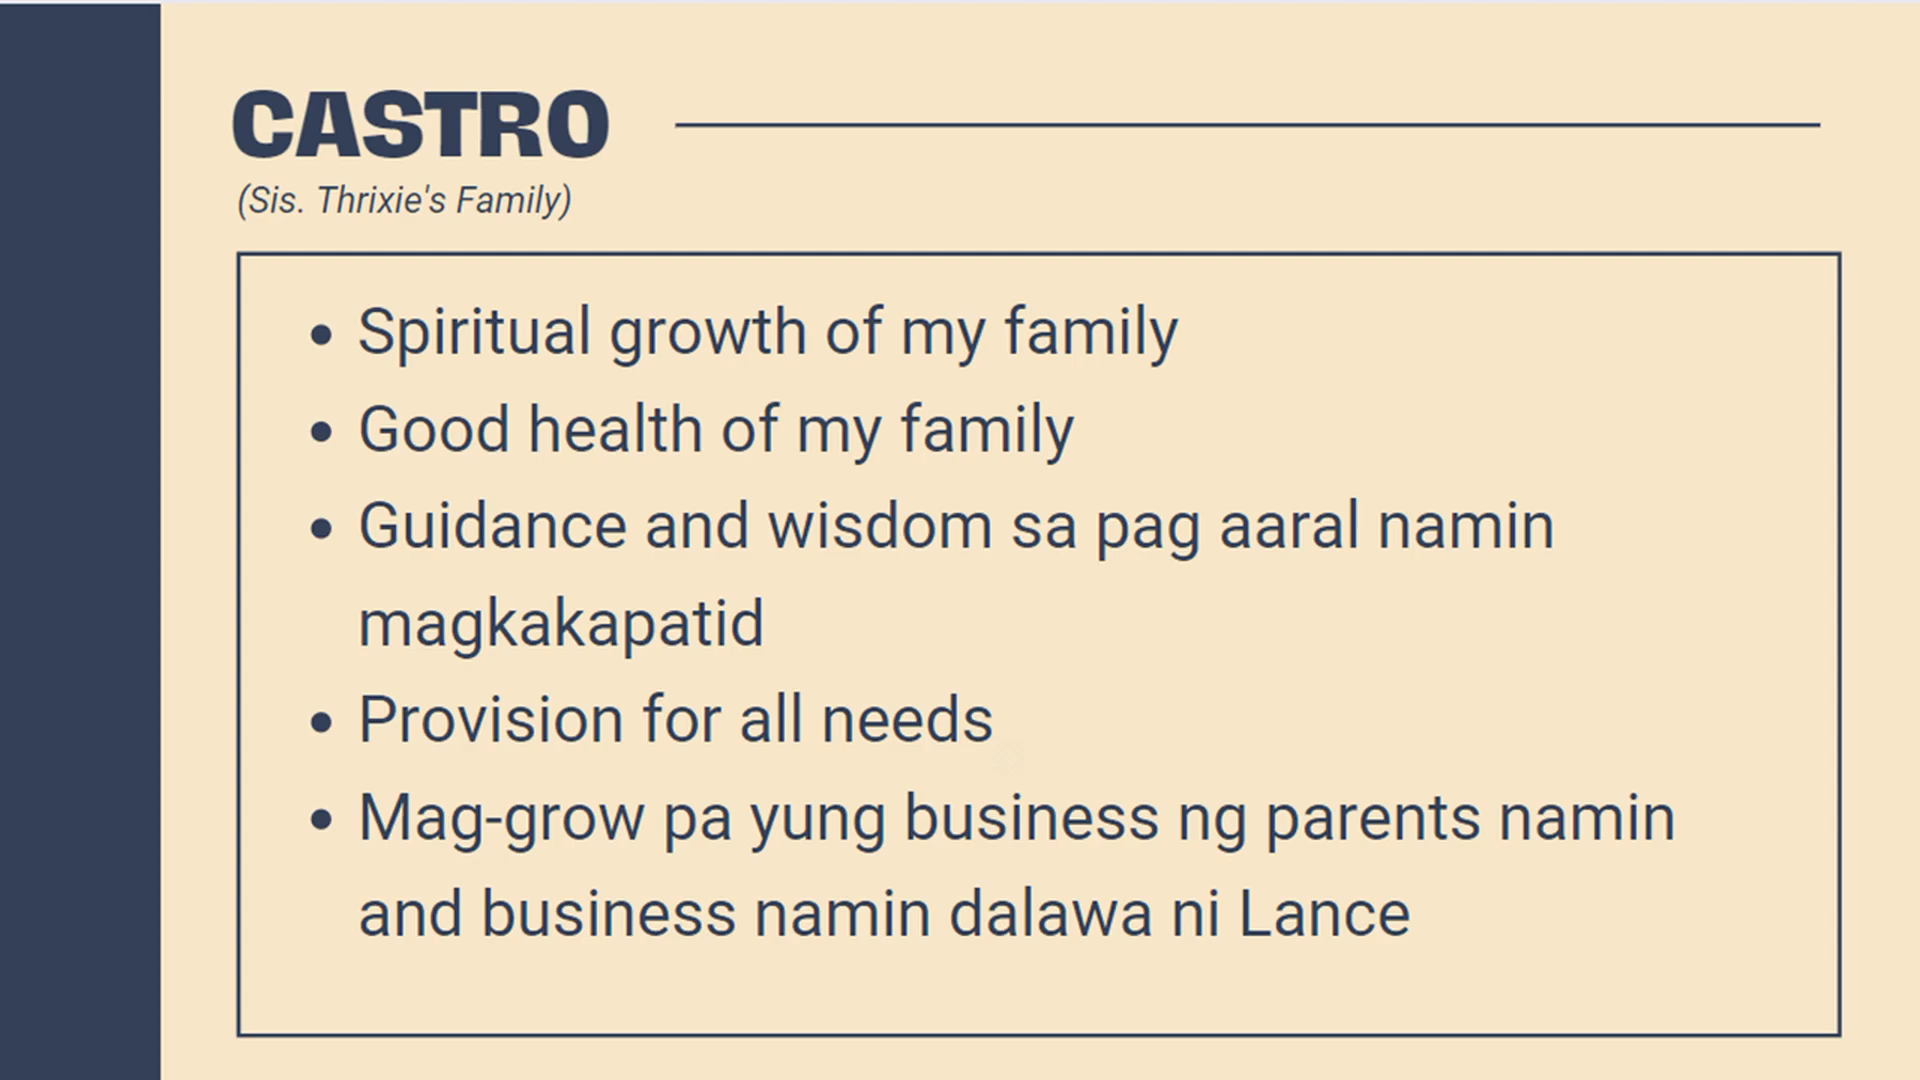 CASTRO
(Sis. Thrixie's Family)
• Spiritual growth of my family
• Good health of my family
• Guidance and wisdom sa pag aaral namin
magkakapatid
• Provision for all needs
• Mag-grow pa yung business ng parents namin
and business namin dalawa ni Lance